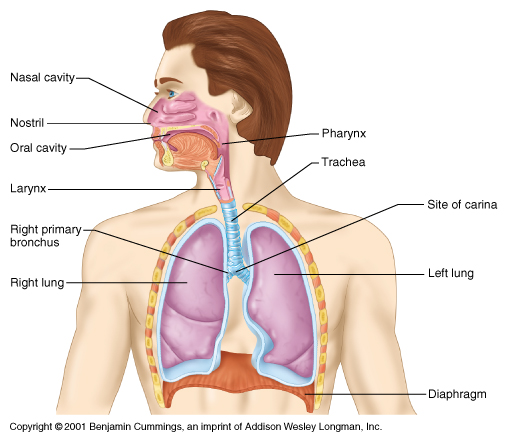 Nasal cavity
Nostril
Oral cavity
Larynx
Right primary
bronchus
Right lung
Pharynx
Trachea
Site of carina
Left lung
Diaphragm
Copyright © 2001 Benjamin Cummings, an imprint of Addison Wesley Longman, Inc.